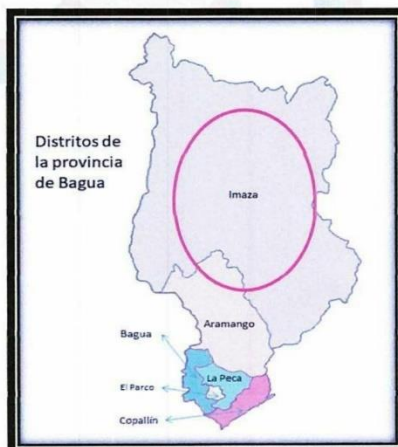 Distritos de
la provincia
de Bagua
Imaza
Aramango
Bagua
La Peca
El Parco
Copallín